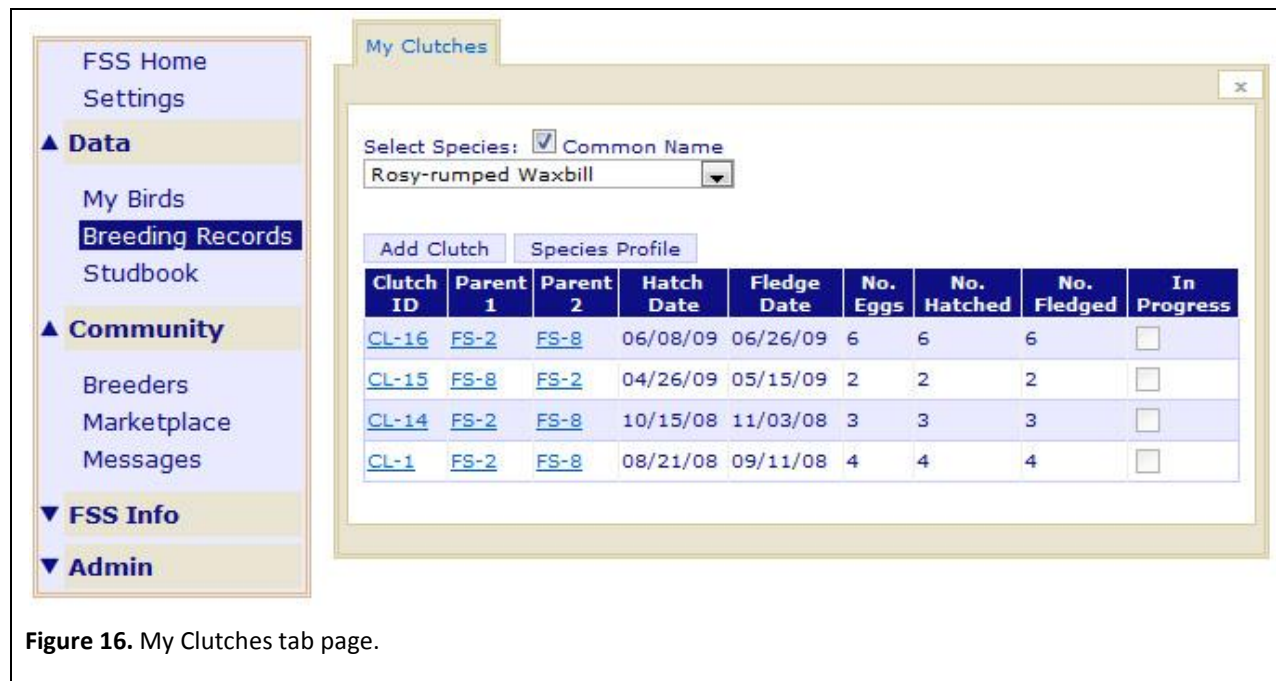 FSS Home
Settings
▲ Data
My Birds
Breeding Records
Studbook
▲ Community
Breeders
Marketplace
Messages
▼ FSS Info
▼ Admin
My Clutches
x
Select Species: Common Name
Rosy-rumped Waxbill
Add Clutch Species Profile
Clutch Parent Parent Hatch Fledge No. No. No. In
ID 1 2 Date Date Eggs Hatched Fledged Progress
CL-16 FS-2 FS-8 06/08/09 06/26/09 6 6 6
CL-15 FS-8 FS-2 04/26/09 05/15/09 2 2 2
CL-14 FS-2 FS-8 10/15/08 11/03/08 3 3 3
CL-1 FS-2 FS-8 08/21/08 09/11/08 4 4 4
Figure 16. My Clutches tab page.